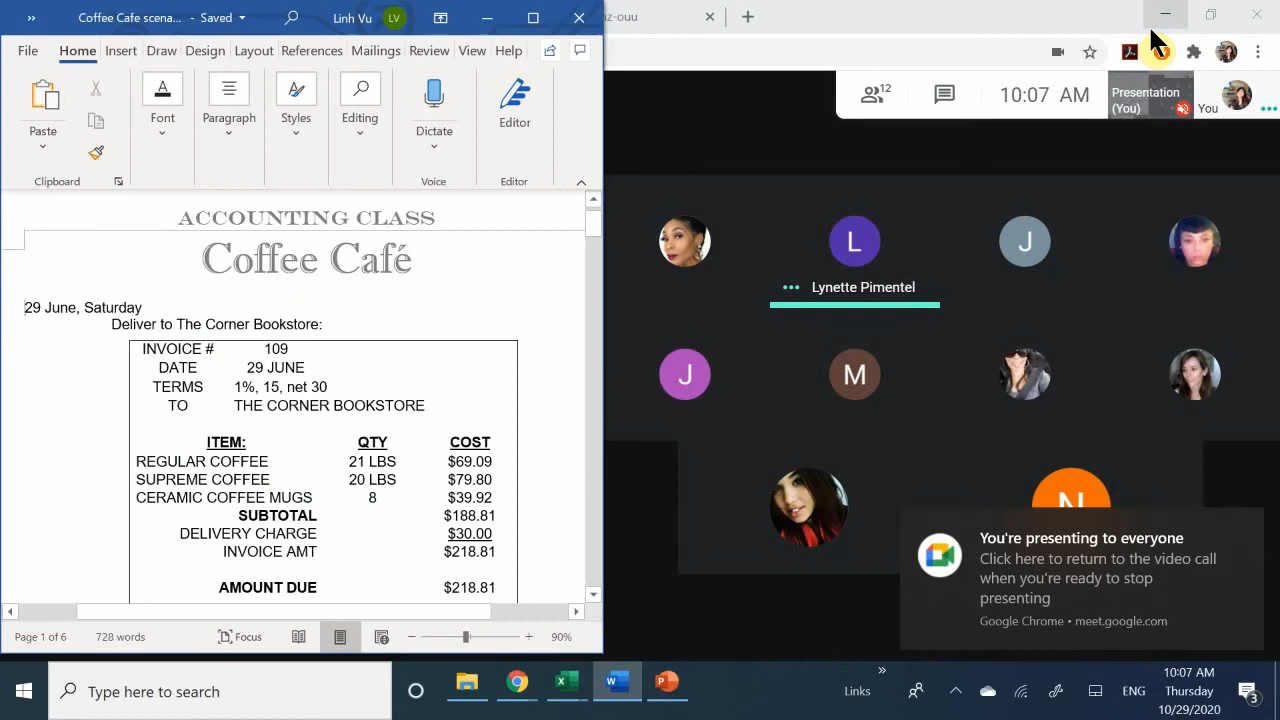 Coffee Cafe scena... - Saved
Linh Vu
LV
nz-ouu
File Home Insert Draw Design Layout References Mailings Review View Help
Paste
Font
Paragraph
Styles
Editing
Dictate
Editor
Clipboard
Voice
Editor
12
10:07 AM
Presentation
(You)
You
ACCOUNTING CLASS
Coffee Café
29 June, Saturday
Deliver to The Corner Bookstore:
INVOICE # 109
DATE 29 JUNE
TERMS 1%, 15, net 30
TO THE CORNER BOOKSTORE
ITEM: QTY COST
REGULAR COFFEE 21 LBS $69.09
SUPREME COFFEE 20 LBS $79.80
CERAMIC COFFEE MUGS 8 $39.92
SUBTOTAL $188.81
DELIVERY CHARGE $30.00
INVOICE AMT $218.81
AMOUNT DUE $218.81
Page 1 of 6 728 words Focus 90%
L
J
Lynette Pimentel
J
M
N
You're presenting to everyone
Click here to return to the video call
when you're ready to stop
presenting
Google Chrome • meet.google.com
Type here to search
Links
ENG
10:07 AM
Thursday
10/29/2020
3